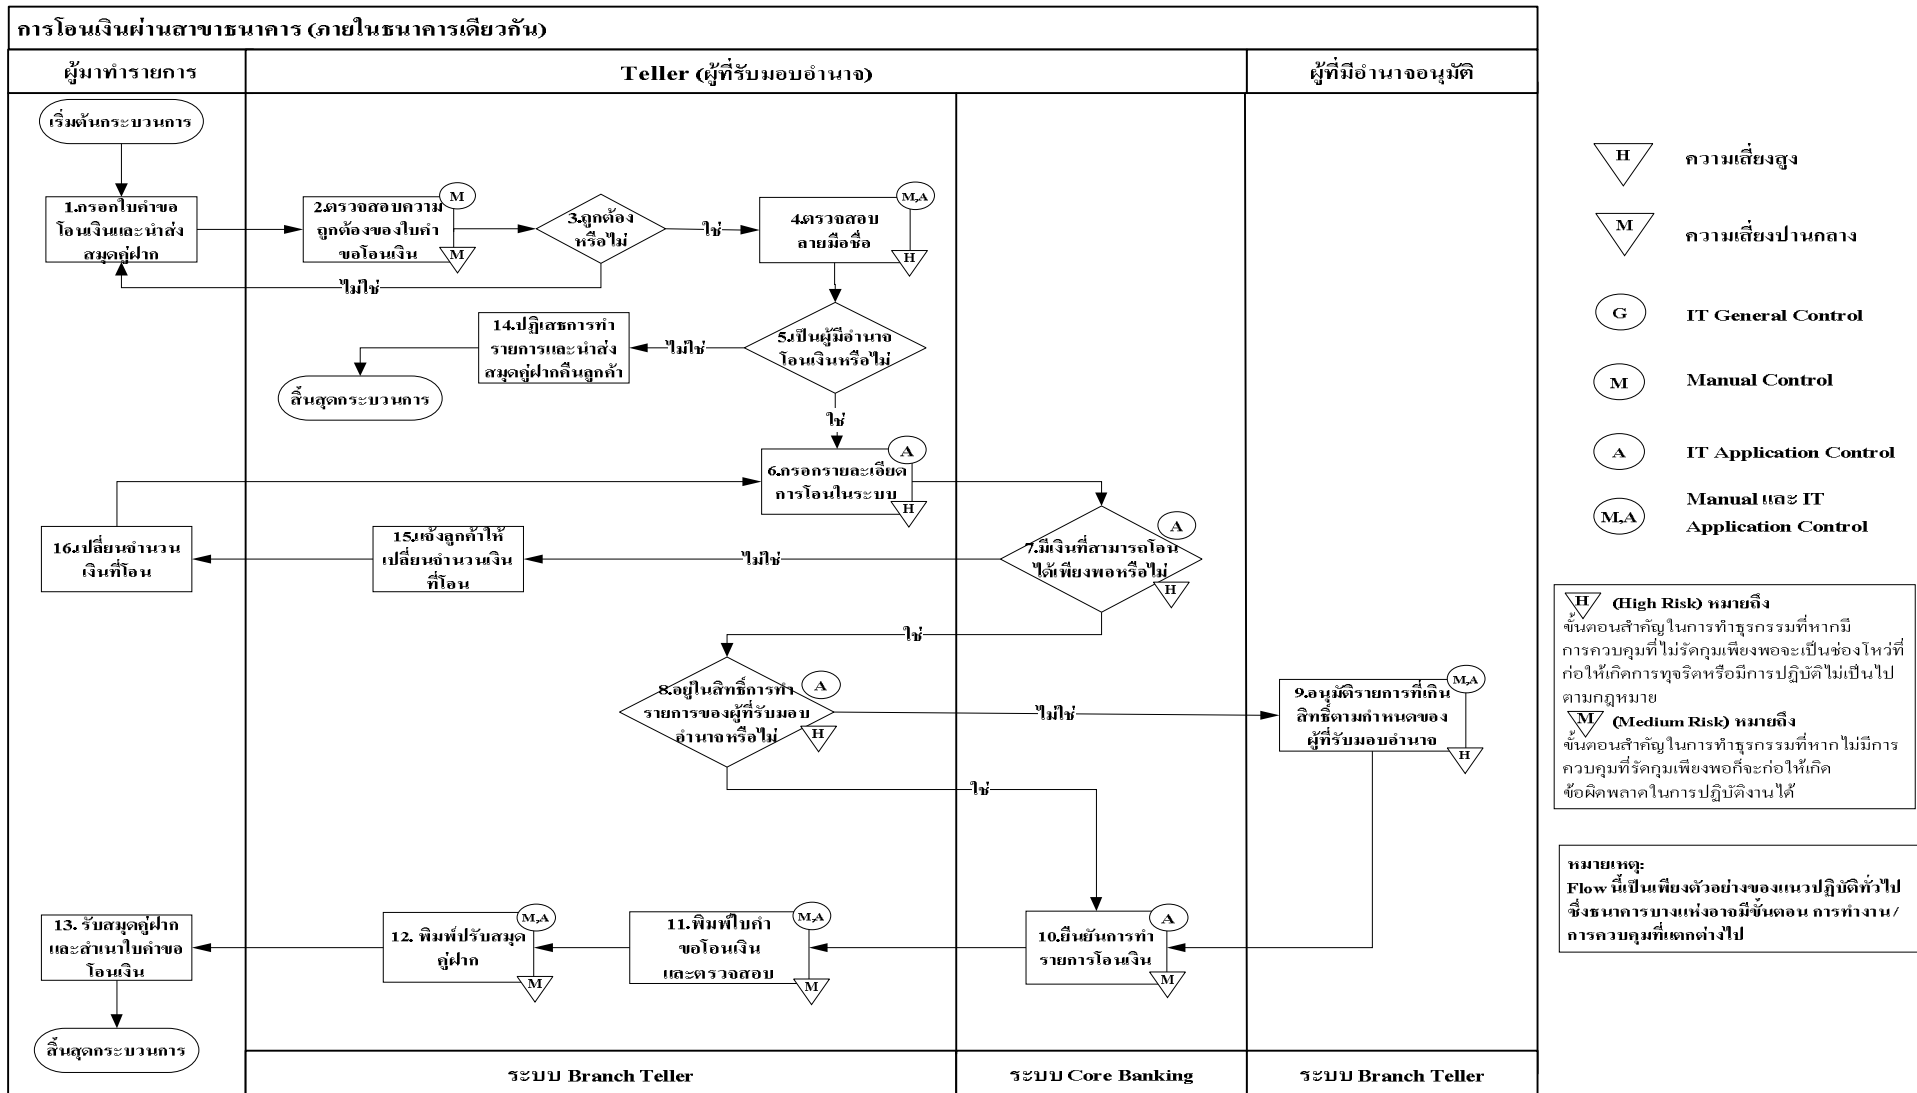 การโอนเงินผ่านสาขาธนาคาร (ภายในธนาคารเดียวกัน)
ผู้มาทำรายการ
Teller (ผู้ที่รับมอบอำนาจ)
ผู้ที่มีอำนาจอนุมัติ
เริ่มต้นกระบวนการ
1.กรอกใบคำขอ
โอนเงินและนำส่ง
สมุดคู่ฝาก
M
2.ตรวจสอบความ
ถูกต้องของใบคำ
ขอโอนเงิน
M
3.ถูกต้อง
หรือไม่
ใช่
ไม่ใช่
M,A
4.ตรวจสอบ
ลายมือชื่อ
H
5.เป็นผู้มีอำนาจ
โอนเงินหรือไม่
ไม่ใช่
14.ปฏิเสธการทำ
รายการและนำส่ง
สมุดคู่ฝากคืนลูกค้า
สิ้นสุดกระบวนการ
ใช่
A
6.กรอกรายละเอียด
การโอนในระบบ
H
A
7.มีเงินที่สามารถโอน
ได้เพียงพอหรือไม่
H
ไม่ใช่
15.แจ้งลูกค้าให้
เปลี่ยนจำนวนเงิน
ที่โอน
16.เปลี่ยนจำนวน
เงินที่โอน
ใช่
A
8.อยู่ในสิทธิ์การทำ
รายการของผู้ที่รับมอบ
อำนาจหรือไม่
H
ไม่ใช่
M,A
9.อนุมัติรายการที่เกิน
สิทธิ์ตามกำหนดของ
ผู้ที่รับมอบอำนาจ
H
ใช่
A
10.ยืนยันการทำ
รายการโอนเงิน
M
M,A
11.พิมพ์ใบคำ
ขอโอนเงิน
และตรวจสอบ
M
M,A
12. พิมพ์ปรับสมุด
คู่ฝาก
M
13. รับสมุดคู่ฝาก
และสำเนาใบคำขอ
โอนเงิน
สิ้นสุดกระบวนการ
ระบบ Branch Teller
ระบบ Core Banking
ระบบ Branch Teller
H ความเสี่ยงสูง
M ความเสี่ยงปานกลาง
G IT General Control
M Manual Control
A IT Application Control
M,A Manual และ IT
Application Control
H (High Risk) หมายถึง
ขั้นตอนสำคัญในการทำธุรกรรมที่หากมี
การควบคุมที่ไม่รัดกุมเพียงพอจะเป็นช่องโหว่ที่
ก่อให้เกิดการทุจริตหรือมีการปฏิบัติไม่เป็นไป
ตามกฎหมาย
M (Medium Risk) หมายถึง
ขั้นตอนสำคัญในการทำธุรกรรมที่หากไม่มีการ
ควบคุมที่รัดกุมเพียงพอก็จะก่อให้เกิด
ข้อผิดพลาดในการปฏิบัติงานได้
หมายเหตุ:
Flow นี้เป็นเพียงตัวอย่างของแนวปฏิบัติทั่วไป
ซึ่งธนาคารบางแห่งอาจมีขั้นตอน การทำงาน /
การควบคุมที่แตกต่างไป